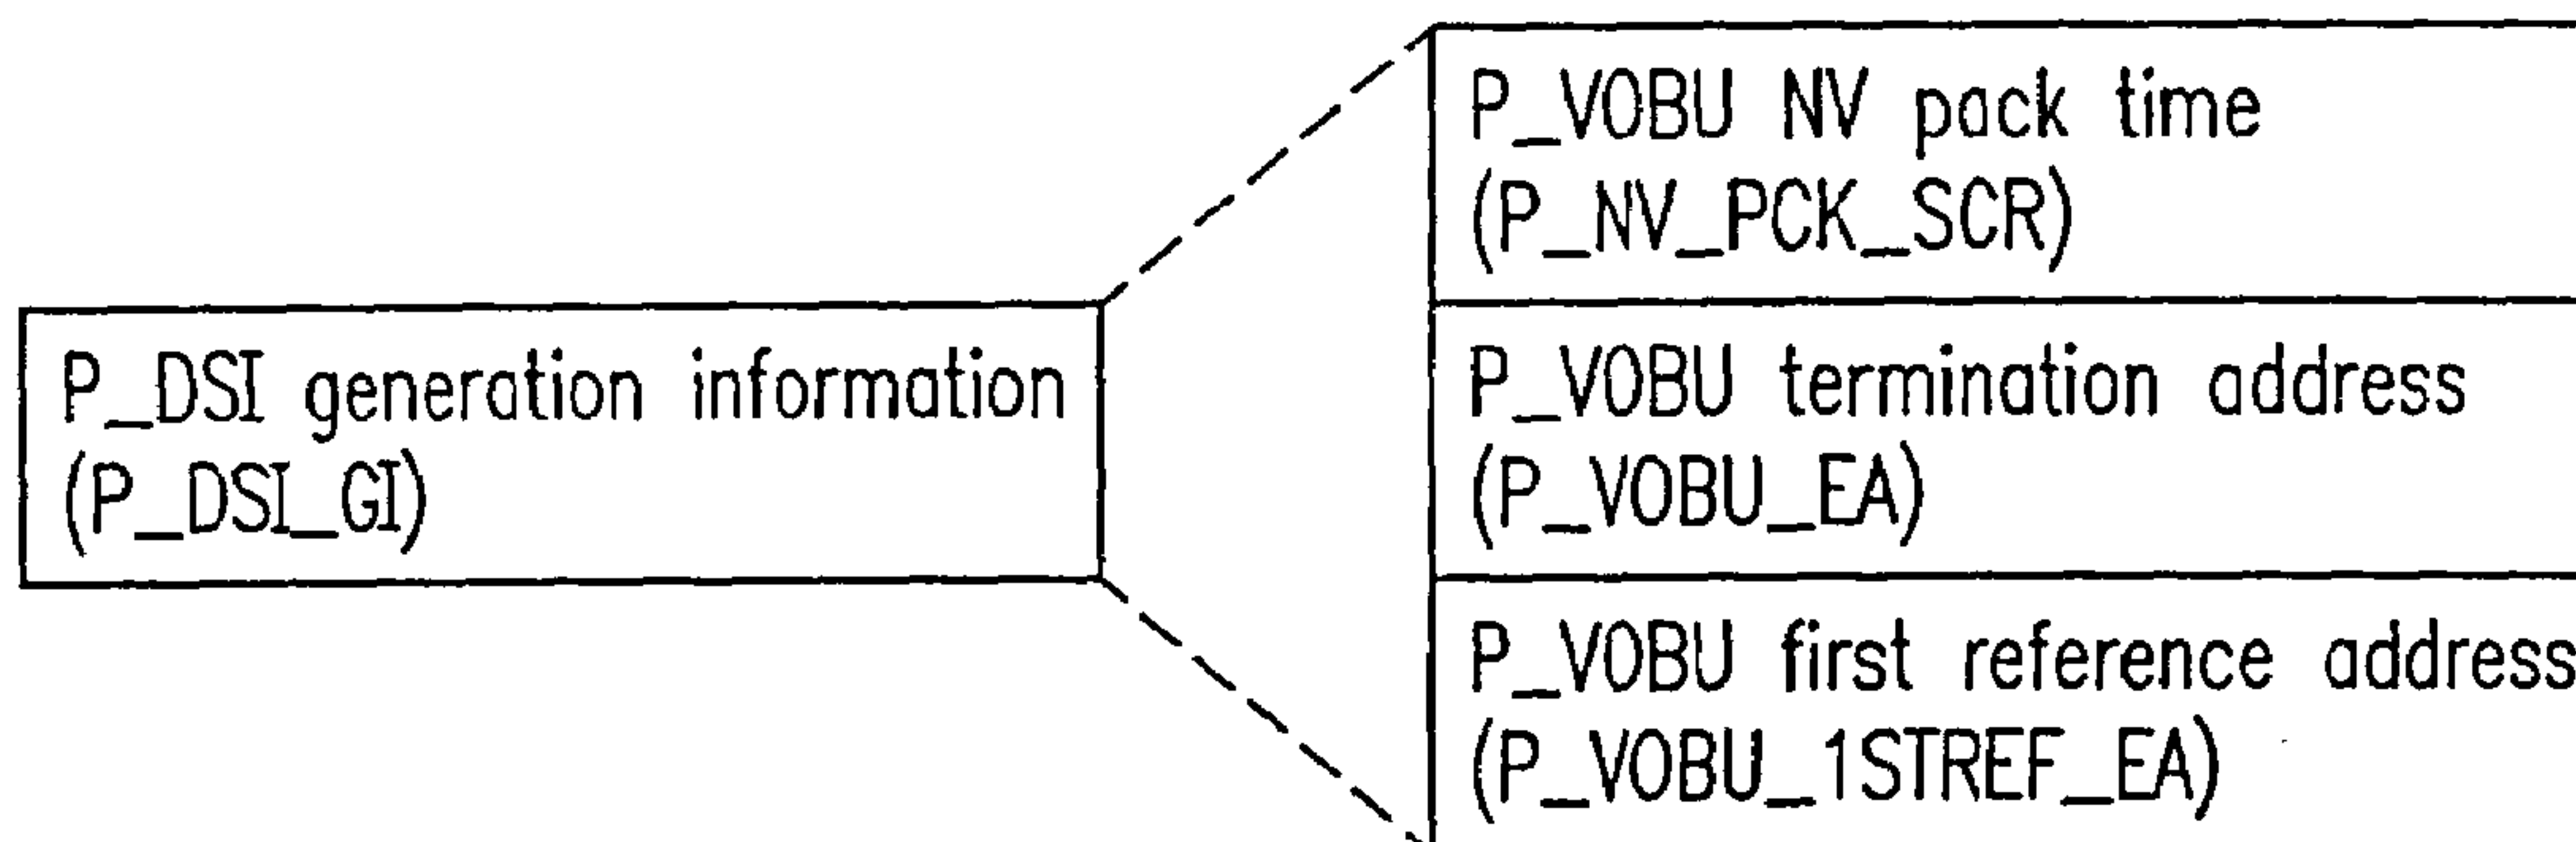 P_DSI generation information
(P_DSI_GI)
P_VOBU NV pack time
(P_NV_PCK_SCR)
P_VOBU termination address
(P_VOBU_EA)
P_VOBU first reference address
(P_VOBU_1STREF_EA)